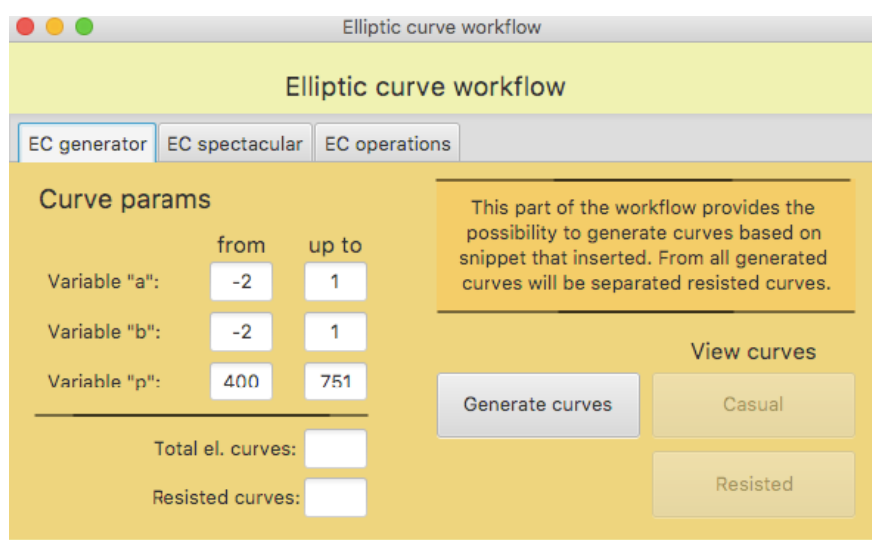 Elliptic curve workflow
Elliptic curve workflow
EC generator EC spectacular EC operations
Curve params
from up to
Variable "a": -2 1
Variable "b": -2 1
Variable "p": 400 751
Total el. curves:
Resisted curves:
This part of the workflow provides the
possibility to generate curves based on
snippet that inserted. From all generated
curves will be separated resisted curves.
View curves
Generate curves Casual
Resisted